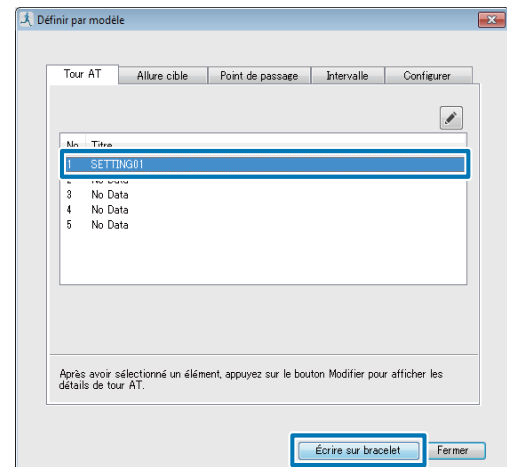 Définir par modèle
Tour AT Allure cible Point de passage Intervalle Configurer
No. Titre
1 SETTING01
2 No Data
3 No Data
4 No Data
5 No Data
Après avoir sélectionné un élément, appuyez sur le bouton Modifier pour afficher les
détails de tour AT.
Écrire sur bracelet Fermer